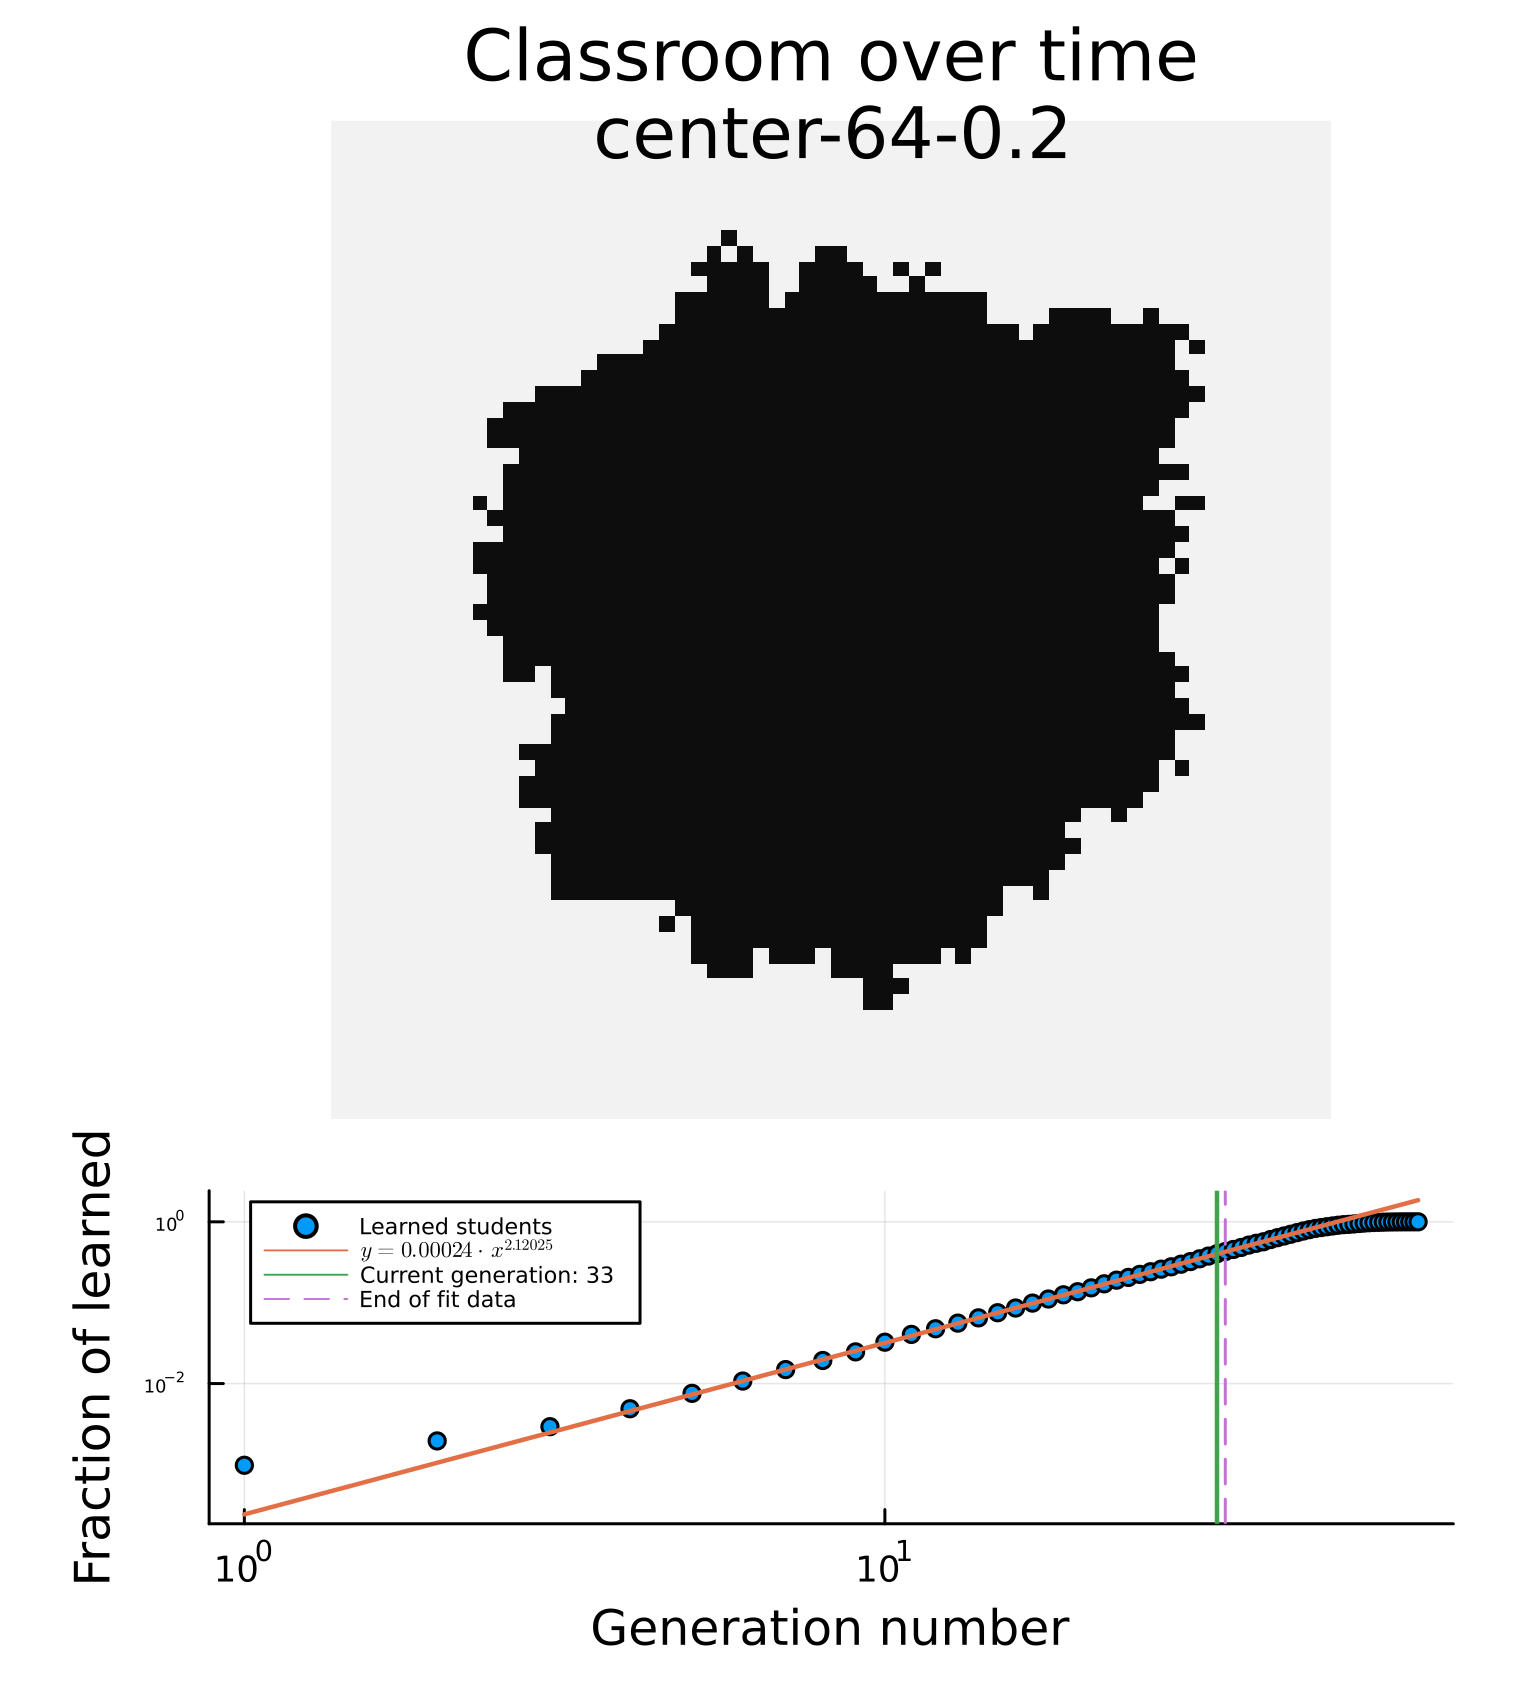 Classroom over time
center-64-0.2
Fraction of learned
10^0
10^−2
Learned students
y = 0.00024 · x^2.12025
Current generation: 33
End of fit data
10^0
10^1
Generation number